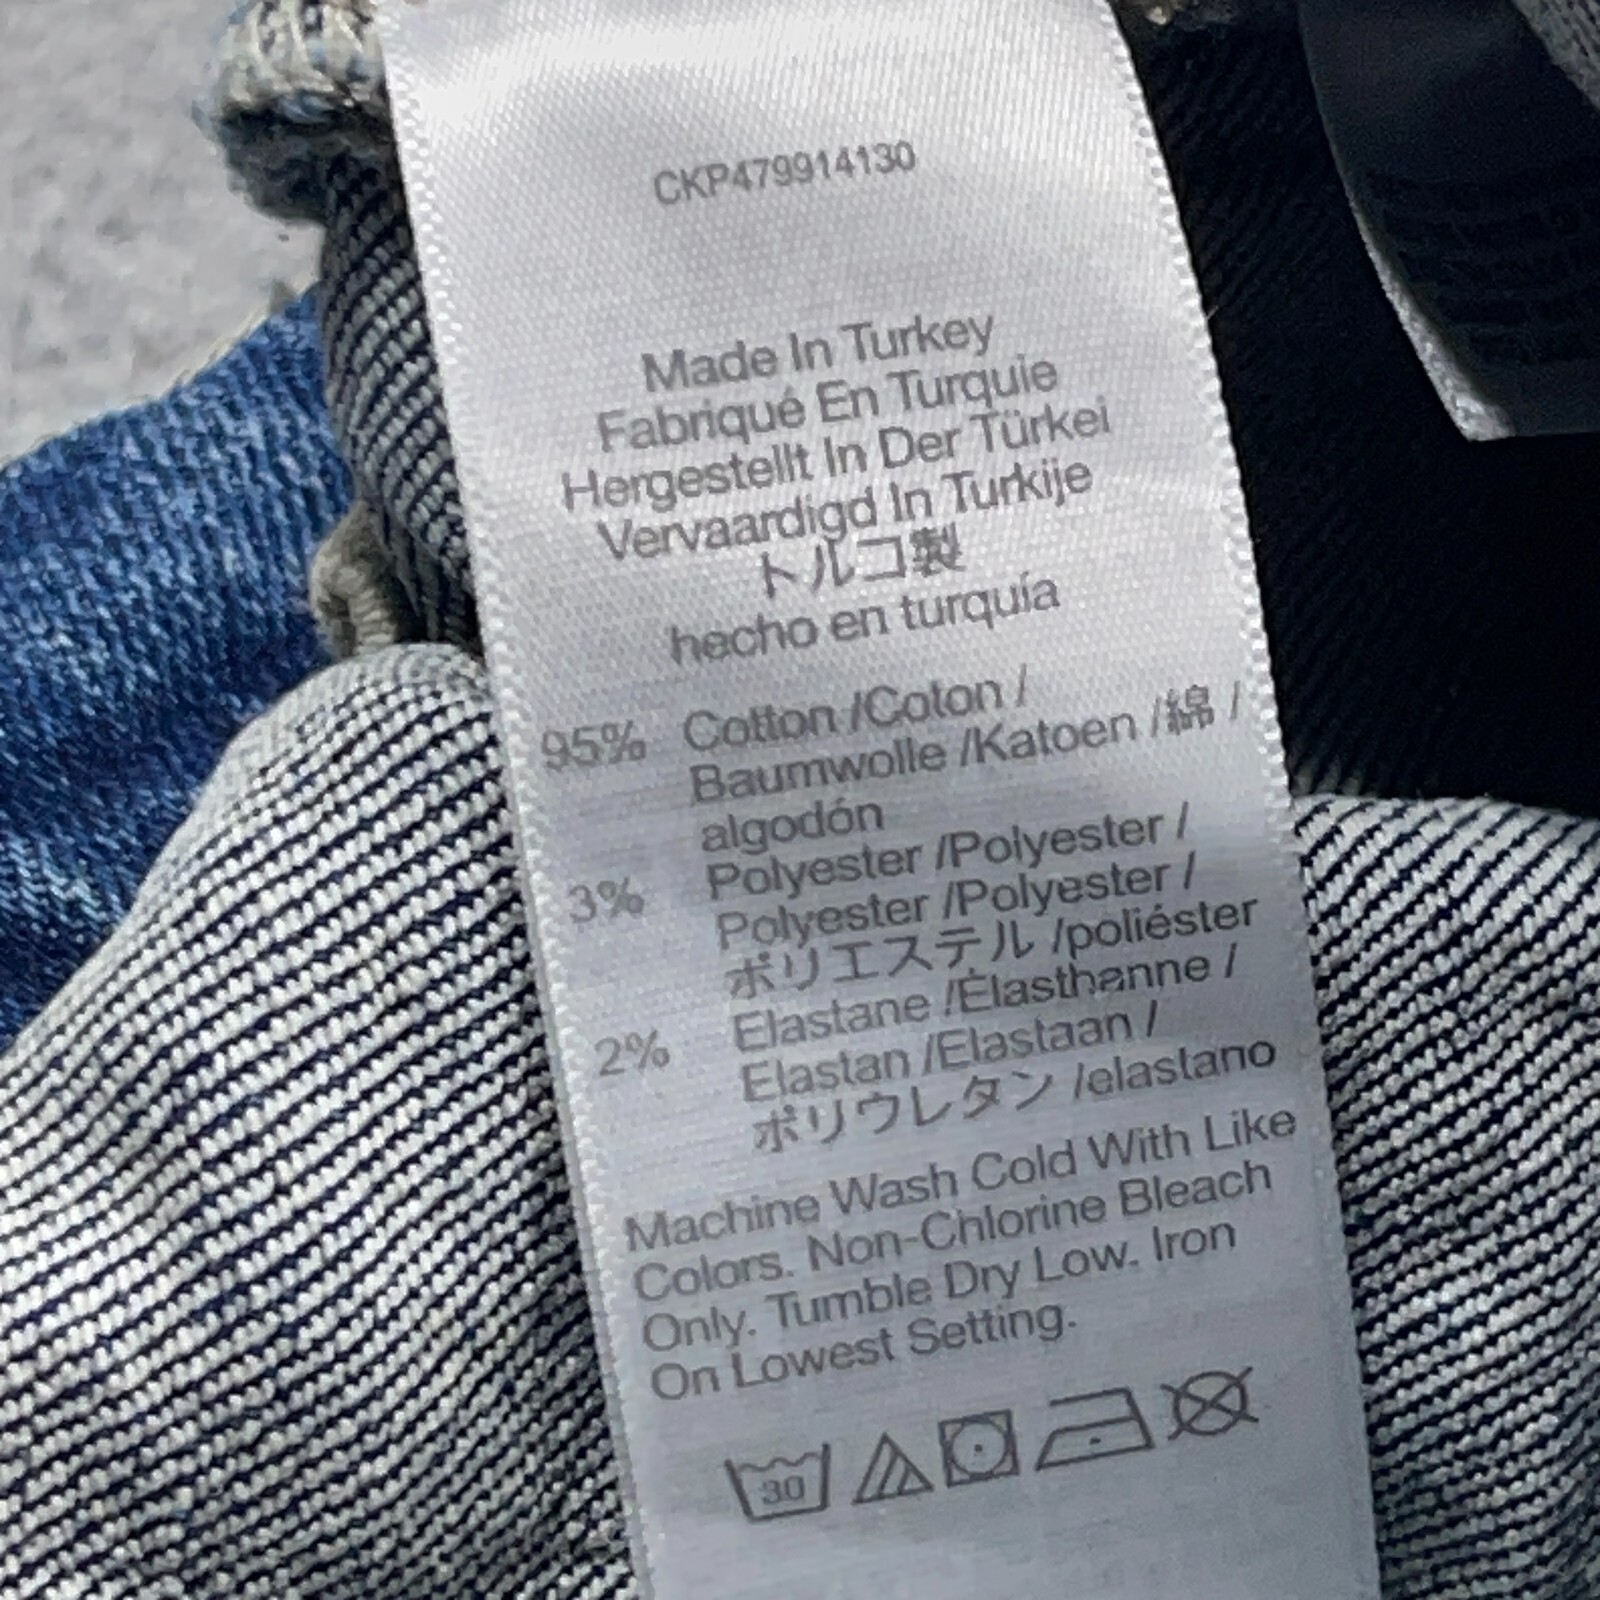 CKP479914130
Made In Turkey
Fabriqué En Turquie
Hergestellt In Der Türkei
Vervaardigd In Turkije
トルコ製
hecho en turquía
95% Cotton /Coton /
Baumwolle /Katoen /綿 /
algodón
3% Polyester /Polyester /
Polyester /Polyester /
ポリエステル /poliéster
2% Elastane /Élasthanne /
Elastan /Elastaan /
ポリウレタン /elastano
Machine Wash Cold With Like
Colors. Non-Chlorine Bleach
Only. Tumble Dry Low. Iron
On Lowest Setting.
30